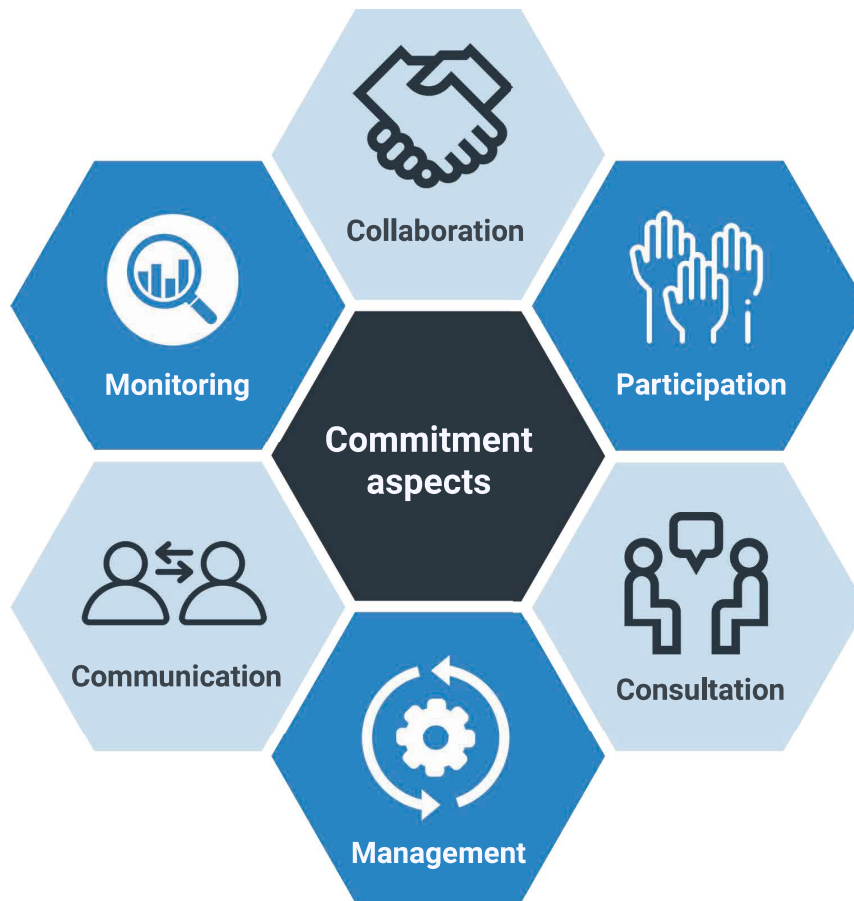 Collaboration
Monitoring
Participation
Commitment
aspects
Communication
Consultation
Management